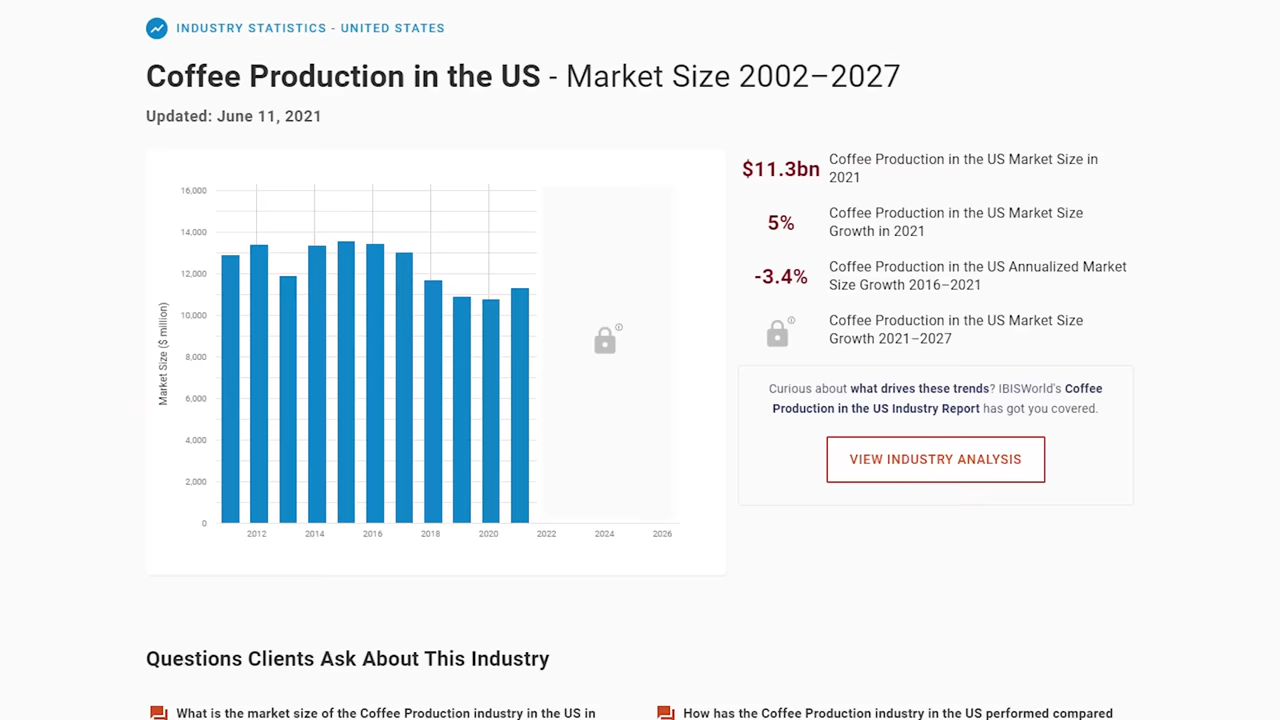 INDUSTRY STATISTICS - UNITED STATES
Coffee Production in the US - Market Size 2002–2027
Updated: June 11, 2021
16,000
14,000
12,000
10,000
8,000
6,000
4,000
2,000
0
Market Size ($ million)
2012
2014
2016
2018
2020
2022
2024
2026
$11.3bn
Coffee Production in the US Market Size in
2021
5%
Coffee Production in the US Market Size
Growth in 2021
-3.4%
Coffee Production in the US Annualized Market
Size Growth 2016–2021
Coffee Production in the US Market Size
Growth 2021–2027
Curious about what drives these trends? IBISWorld's Coffee
Production in the US Industry Report has got you covered.
VIEW INDUSTRY ANALYSIS
Questions Clients Ask About This Industry
What is the market size of the Coffee Production industry in the US in
How has the Coffee Production industry in the US performed compared